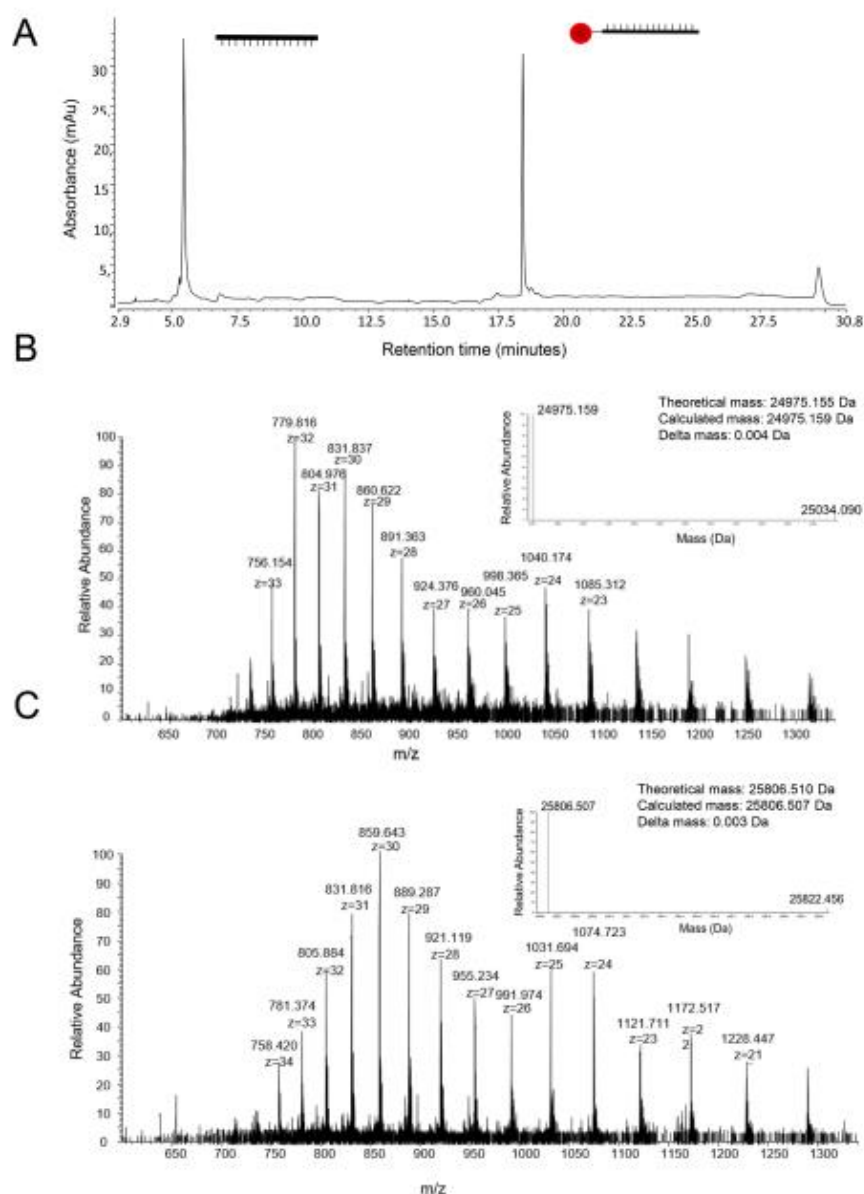 A
Absorbance (mAu)
30
25,
20
15
10,
5,
2.9 5.0 7.5 10.0 12.5 15.0 17.5 20.0 22.5 25.0 27.5 30.8
Retention time (minutes)
B
Theoretical mass: 24975.155 Da
Calculated mass: 24975.159 Da
Delta mass: 0.004 Da
24975.159
Relative Abundance
25034.090
Mass (Da)
Relative Abundance
100
90
80
70
60
50
40
30
20
10
0
756.154
z=33
779.816
z=32
804.976
z=31
831.837
z=30
860.622
z=29
891.363
z=28
924.376
z=27
960.045
z=26
998.365
z=25
1040.174
z=24
1085.312
z=23
650 700 750 800 850 900 950 1000 1050 1100 1150 1200 1250 1300
m/z
C
Theoretical mass: 25806.510 Da
Calculated mass: 25806.507 Da
Delta mass: 0.003 Da
25806.507
Relative Abundance
25822.456
Mass (Da)
Relative Abundance
100
90
80
70
60
50
40
30
20
10
0
758.420
z=34
781.374
z=33
805.884
z=32
831.816
z=31
859.643
z=30
889.287
z=29
921.119
z=28
955.234
z=27
991.974
z=26
1031.694
z=25
1074.723
z=24
1121.711
z=23
1172.517
z=2
2
1228.447
z=21
650 700 750 800 850 900 950 1000 1050 1100 1150 1200 1250 1300
m/z